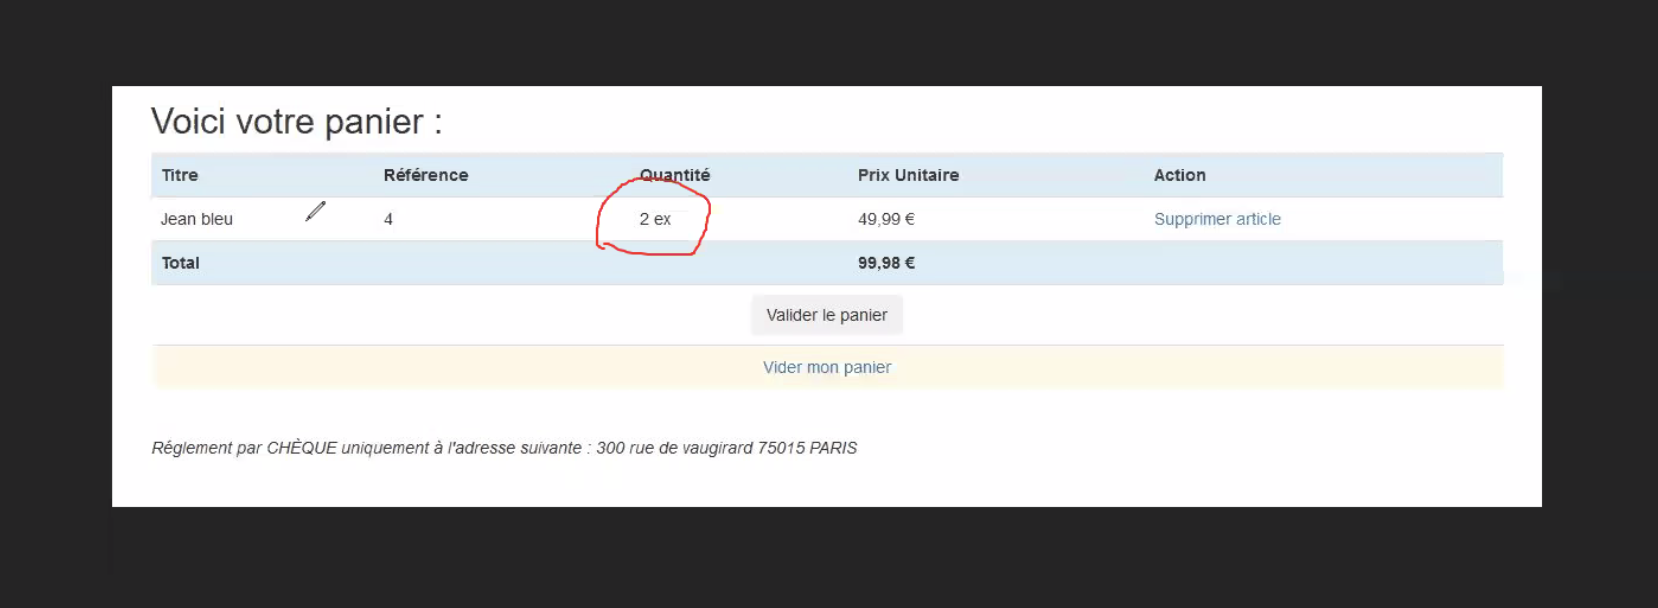 Voici votre panier :
Titre Référence Quantité Prix Unitaire Action
Jean bleu 4 2 ex 49,99 € Supprimer article
Total 99,98 €
Valider le panier
Vider mon panier
Réglement par CHÈQUE uniquement à l'adresse suivante : 300 rue de vaugirard 75015 PARIS